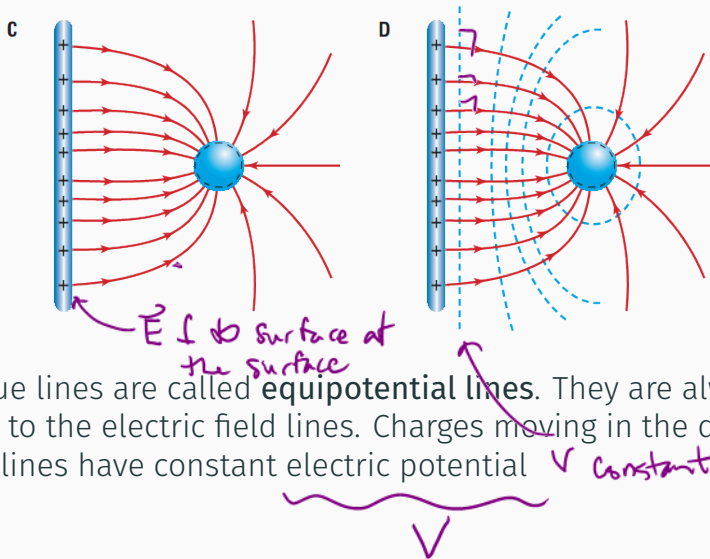 C
D
E ⊥ to surface at
the surface
ue lines are called equipotential lines. They are alw
to the electric field lines. Charges moving in the d
lines have constant electric potential
V constant
V